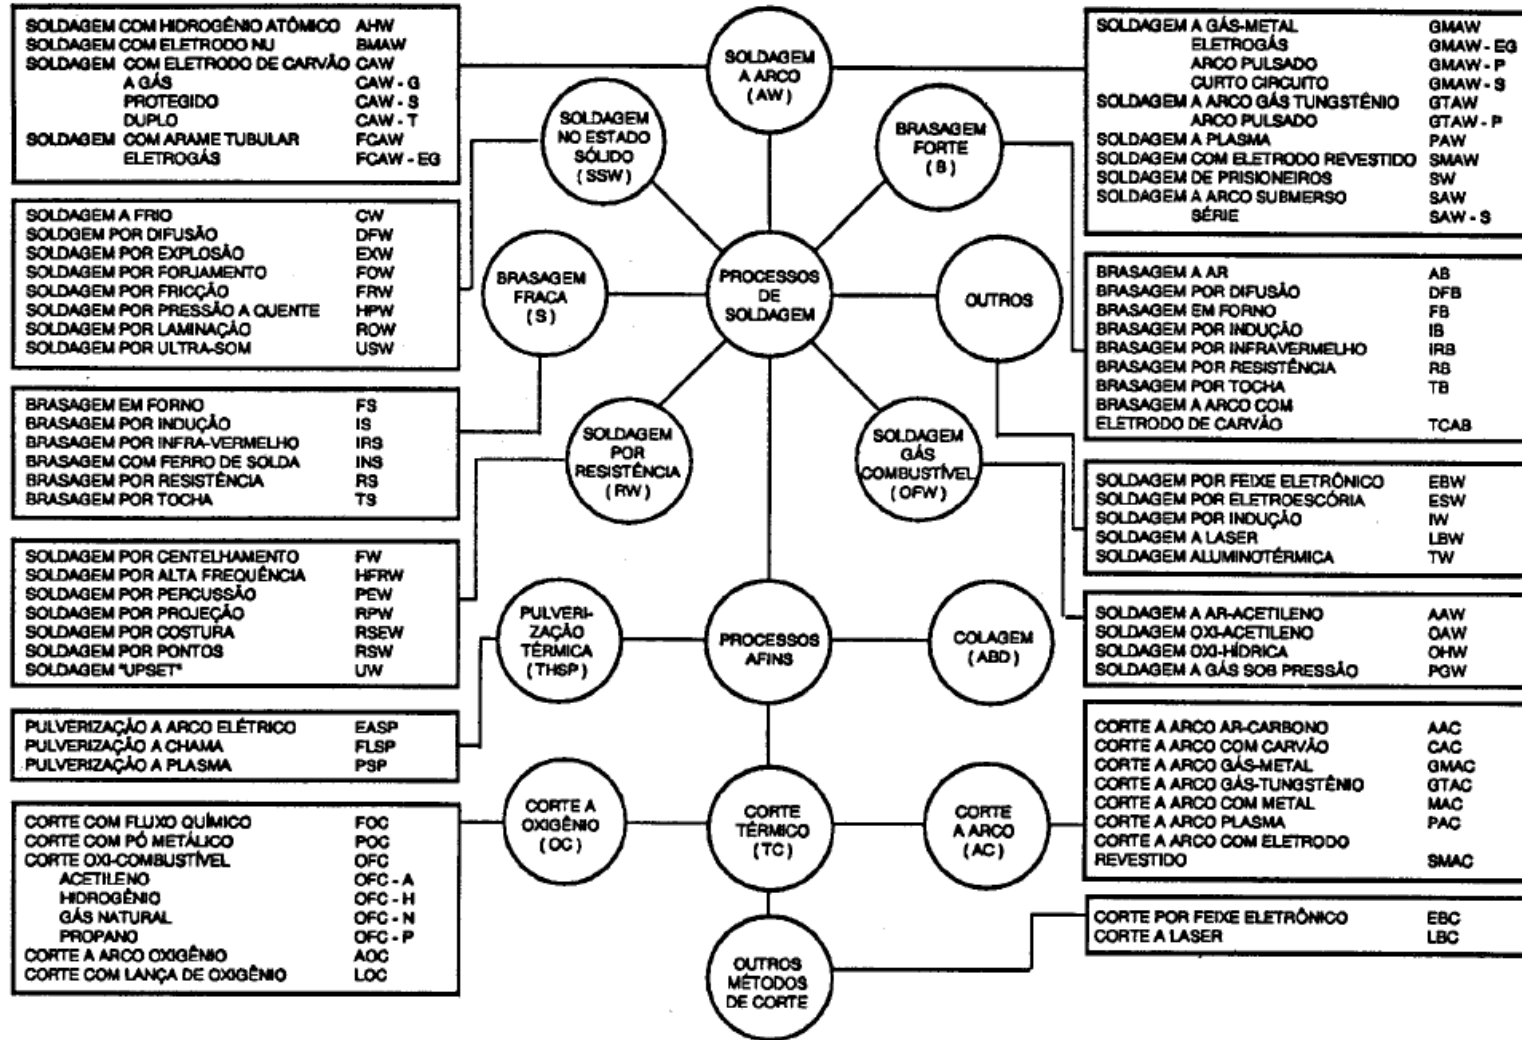 SOLDAGEM COM HIDROGÊNIO ATÔMICO AHW
SOLDAGEM COM ELETRODO NU BMAW
SOLDAGEM COM ELETRODO DE CARVÃO CAW
A GÁS CAW - G
PROTEGIDO CAW - S
DUPLO CAW - T
SOLDAGEM COM ARAME TUBULAR FCAW
ELETROGÁS FCAW - EG
SOLDAGEM A FRIO CW
SOLDGEM POR DIFUSÃO DFW
SOLDAGEM POR EXPLOSÃO EXW
SOLDAGEM POR FORJAMENTO FOW
SOLDAGEM POR FRICÇÃO FRW
SOLDAGEM POR PRESSÃO A QUENTE HPW
SOLDAGEM POR LAMINAÇÃO ROW
SOLDAGEM POR ULTRA-SOM USW
BRASAGEM EM FORNO FS
BRASAGEM POR INDUÇÃO IS
BRASAGEM POR INFRA-VERMELHO IRS
BRASAGEM COM FERRO DE SOLDA INS
BRASAGEM POR RESISTÊNCIA RS
BRASAGEM POR TOCHA TS
SOLDAGEM POR CENTELHAMENTO FW
SOLDAGEM POR ALTA FREQUÊNCIA HFRW
SOLDAGEM POR PERCUSSÃO PEW
SOLDAGEM POR PROJEÇÃO RPW
SOLDAGEM POR COSTURA RSEW
SOLDAGEM POR PONTOS RSW
SOLDAGEM "UPSET" UW
PULVERIZAÇÃO A ARCO ELÉTRICO EASP
PULVERIZAÇÃO A CHAMA FLSP
PULVERIZAÇÃO A PLASMA PSP
CORTE COM FLUXO QUÍMICO FOC
CORTE COM PÓ METÁLICO POC
CORTE OXI-COMBUSTÍVEL OFC
ACETILENO OFC - A
HIDROGÊNIO OFC - H
GÁS NATURAL OFC - N
PROPANO OFC - P
CORTE A ARCO OXIGÊNIO AOC
CORTE COM LANÇA DE OXIGÊNIO LOC
SOLDAGEM
A ARCO
(AW)
SOLDAGEM
NO ESTADO
SÓLIDO
(SSW)
BRASAGEM
FORTE
(B)
BRASAGEM
FRACA
(S)
PROCESSOS
DE
SOLDAGEM
OUTROS
SOLDAGEM
POR
RESISTÊNCIA
(RW)
SOLDAGEM
GÁS
COMBUSTÍVEL
(OFW)
PULVERI-
ZAÇÃO
TÉRMICA
(THSP)
PROCESSOS
AFINS
COLAGEM
(ABD)
CORTE A
OXIGÊNIO
(OC)
CORTE
TÉRMICO
(TC)
CORTE
A ARCO
(AC)
OUTROS
MÉTODOS
DE CORTE
SOLDAGEM A GÁS-METAL GMAW
ELETROGÁS GMAW - EG
ARCO PULSADO GMAW - P
CURTO CIRCUITO GMAW - S
SOLDAGEM A ARCO GÁS TUNGSTÊNIO GTAW
ARCO PULSADO GTAW - P
SOLDAGEM A PLASMA PAW
SOLDAGEM COM ELETRODO REVESTIDO SMAW
SOLDAGEM DE PRISIONEIROS SW
SOLDAGEM A ARCO SUBMERSO SAW
SÉRIE SAW - S
BRASAGEM A AR AB
BRASAGEM POR DIFUSÃO DFB
BRASAGEM EM FORNO FB
BRASAGEM POR INDUÇÃO IB
BRASAGEM POR INFRAVERMELHO IRB
BRASAGEM POR RESISTÊNCIA RB
BRASAGEM POR TOCHA TB
BRASAGEM A ARCO COM
ELETRODO DE CARVÃO TCAB
SOLDAGEM POR FEIXE ELETRÔNICO EBW
SOLDAGEM POR ELETROESCÓRIA ESW
SOLDAGEM POR INDUÇÃO IW
SOLDAGEM A LASER LBW
SOLDAGEM ALUMINOTÉRMICA TW
SOLDAGEM A AR-ACETILENO AAW
SOLDAGEM OXI-ACETILENO OAW
SOLDAGEM OXI-HÍDRICA OHW
SOLDAGEM A GÁS SOB PRESSÃO PGW
CORTE A ARCO AR-CARBONO AAC
CORTE A ARCO COM CARVÃO CAC
CORTE A ARCO GÁS-METAL GMAC
CORTE A ARCO GÁS-TUNGSTÊNIO GTAC
CORTE A ARCO COM METAL MAC
CORTE A ARCO PLASMA PAC
CORTE A ARCO COM ELETRODO
REVESTIDO SMAC
CORTE POR FEIXE ELETRÔNICO EBC
CORTE A LASER LBC